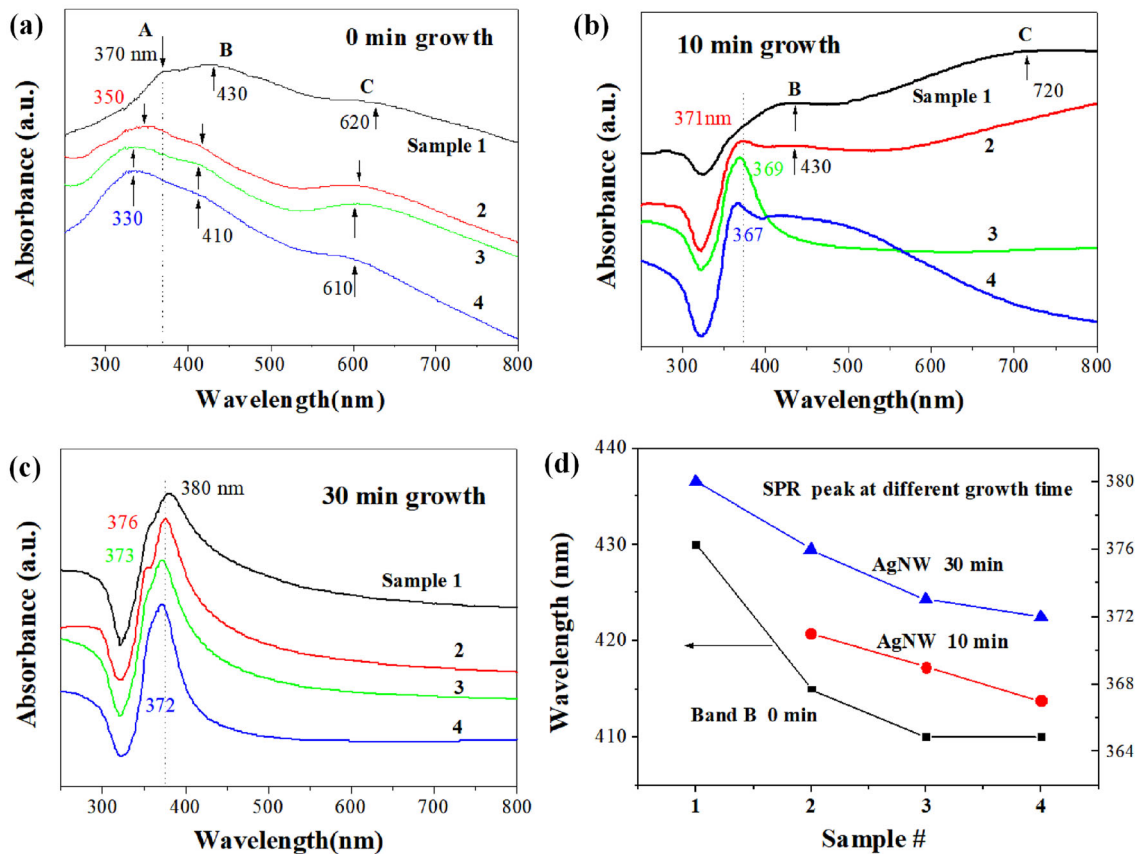 (a)
A
370 nm
B
0 min growth
350
430
C
620
Sample 1
330
410
2
3
610
4
Absorbance (a.u.)
300 400 500 600 700 800
Wavelength(nm)
(b)
10 min growth
C
B
Sample 1
720
371nm
2
430
369
3
367
4
Absorbance (a.u.)
300 400 500 600 700 800
Wavelength(nm)
(c)
380 nm
30 min growth
376
373
Sample 1
2
3
372
4
Absorbance (a.u.)
300 400 500 600 700 800
Wavelength(nm)
(d)
440
430
420
410
Wavelength (nm)
SPR peak at different growth time
AgNW 30 min
AgNW 10 min
Band B 0 min
380
376
372
368
364
1 2 3 4
Sample #